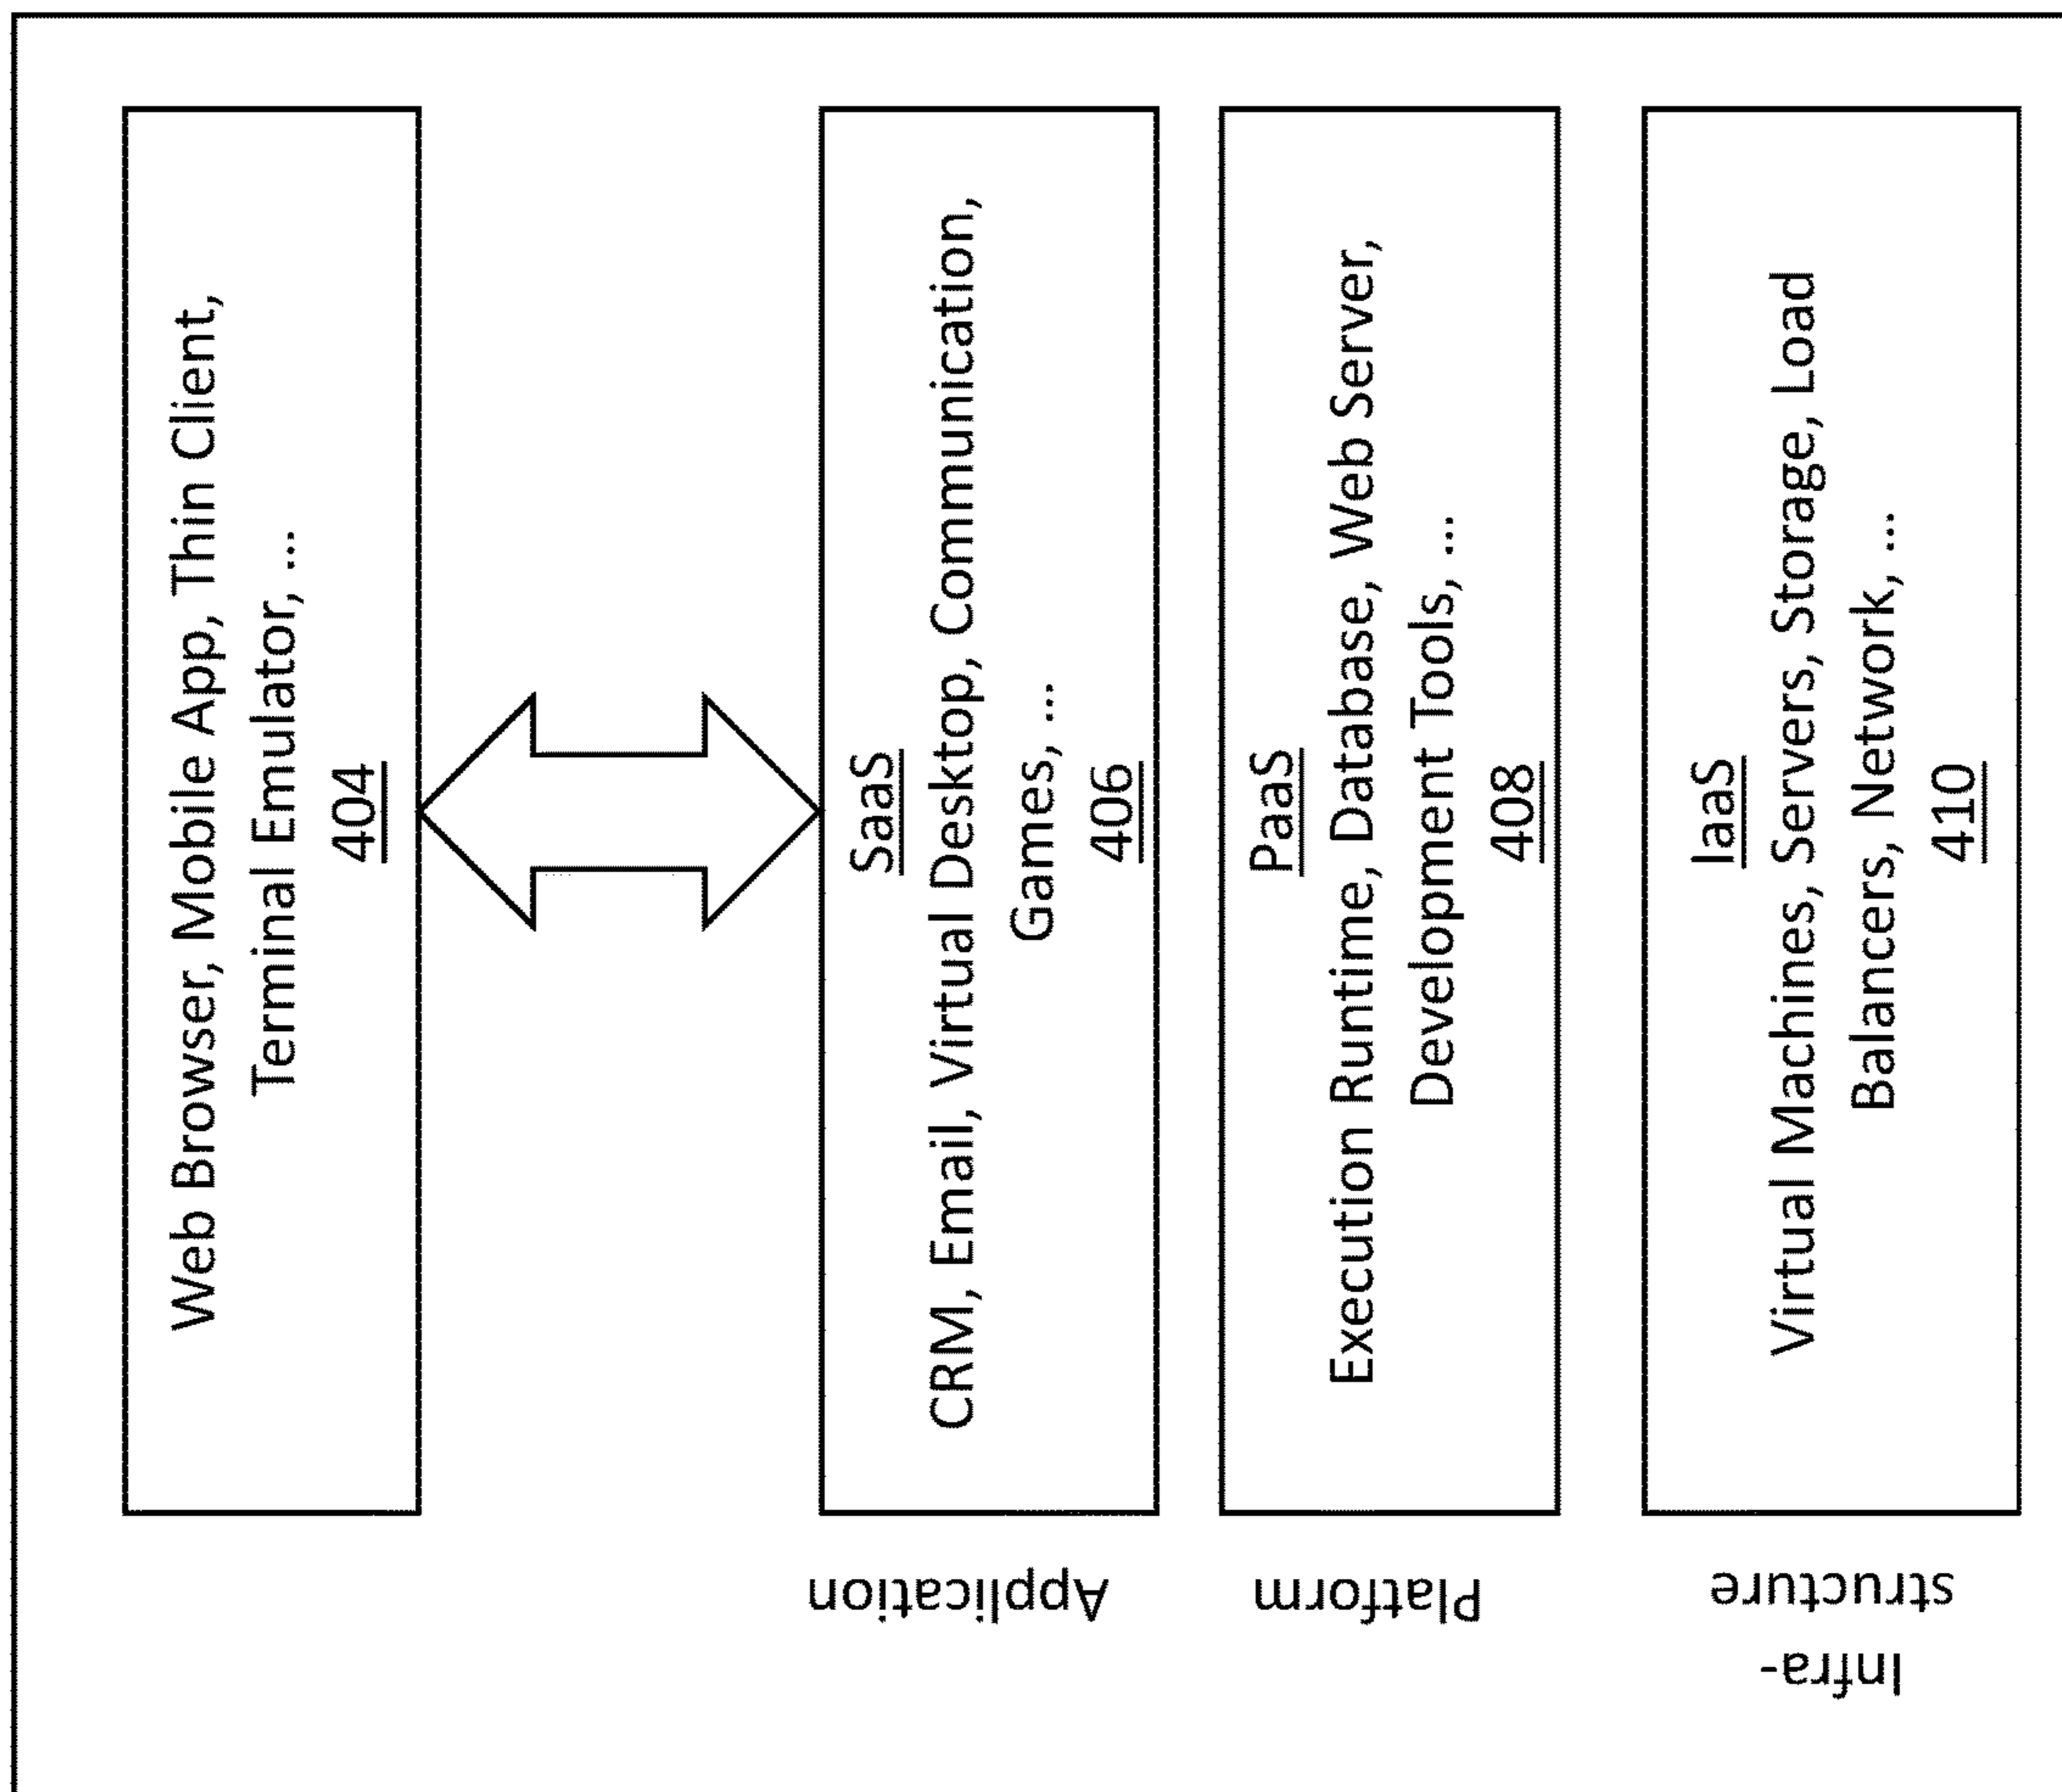 Web Browser, Mobile App, Thin Client,
Terminal Emulator, ...
404
SaaS
CRM, Email, Virtual Desktop, Communication,
Games, ...
406
Application
PaaS
Execution Runtime, Database, Web Server,
Development Tools, ...
408
Platform
IaaS
Virtual Machines, Servers, Storage, Load
Balancers, Network, ...
410
Infra-
structure